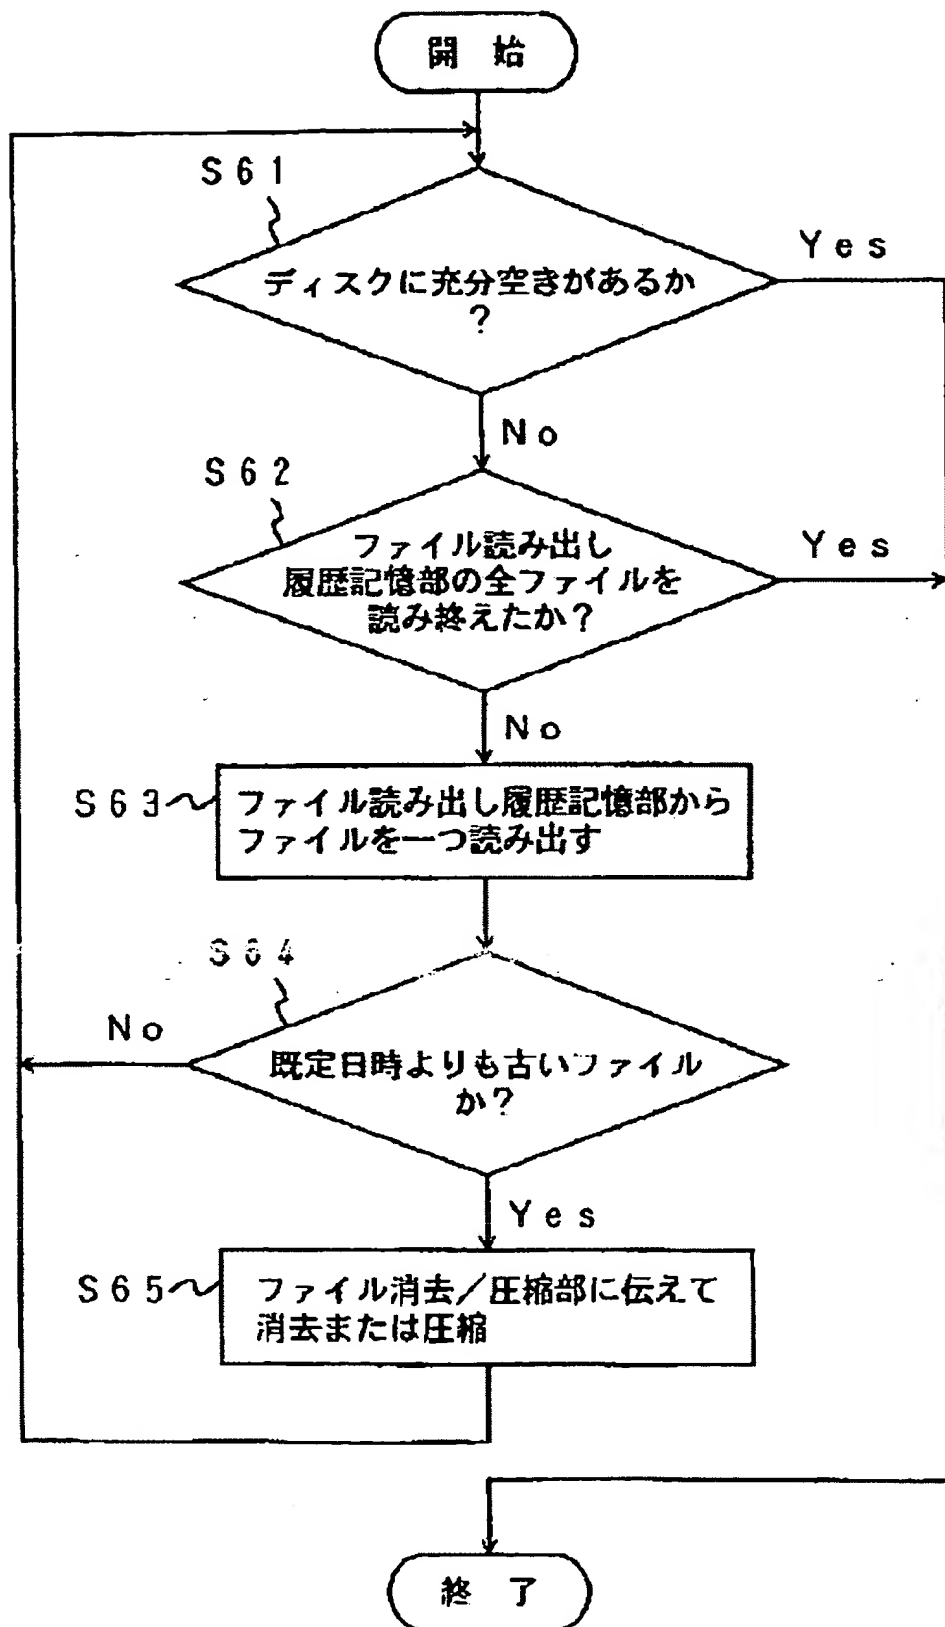 開 始
S61
Yes
ディスクに充分空きがあるか
?
No
S62
Yes
ファイル読み出し
履歴記憶部の全ファイルを
読み終えたか?
No
S63
ファイル読み出し履歴記憶部から
ファイルを一つ読み出す
S64
No
既定日時よりも古いファイル
か?
Yes
S65
ファイル消去/圧縮部に伝えて
消去または圧縮
終 了